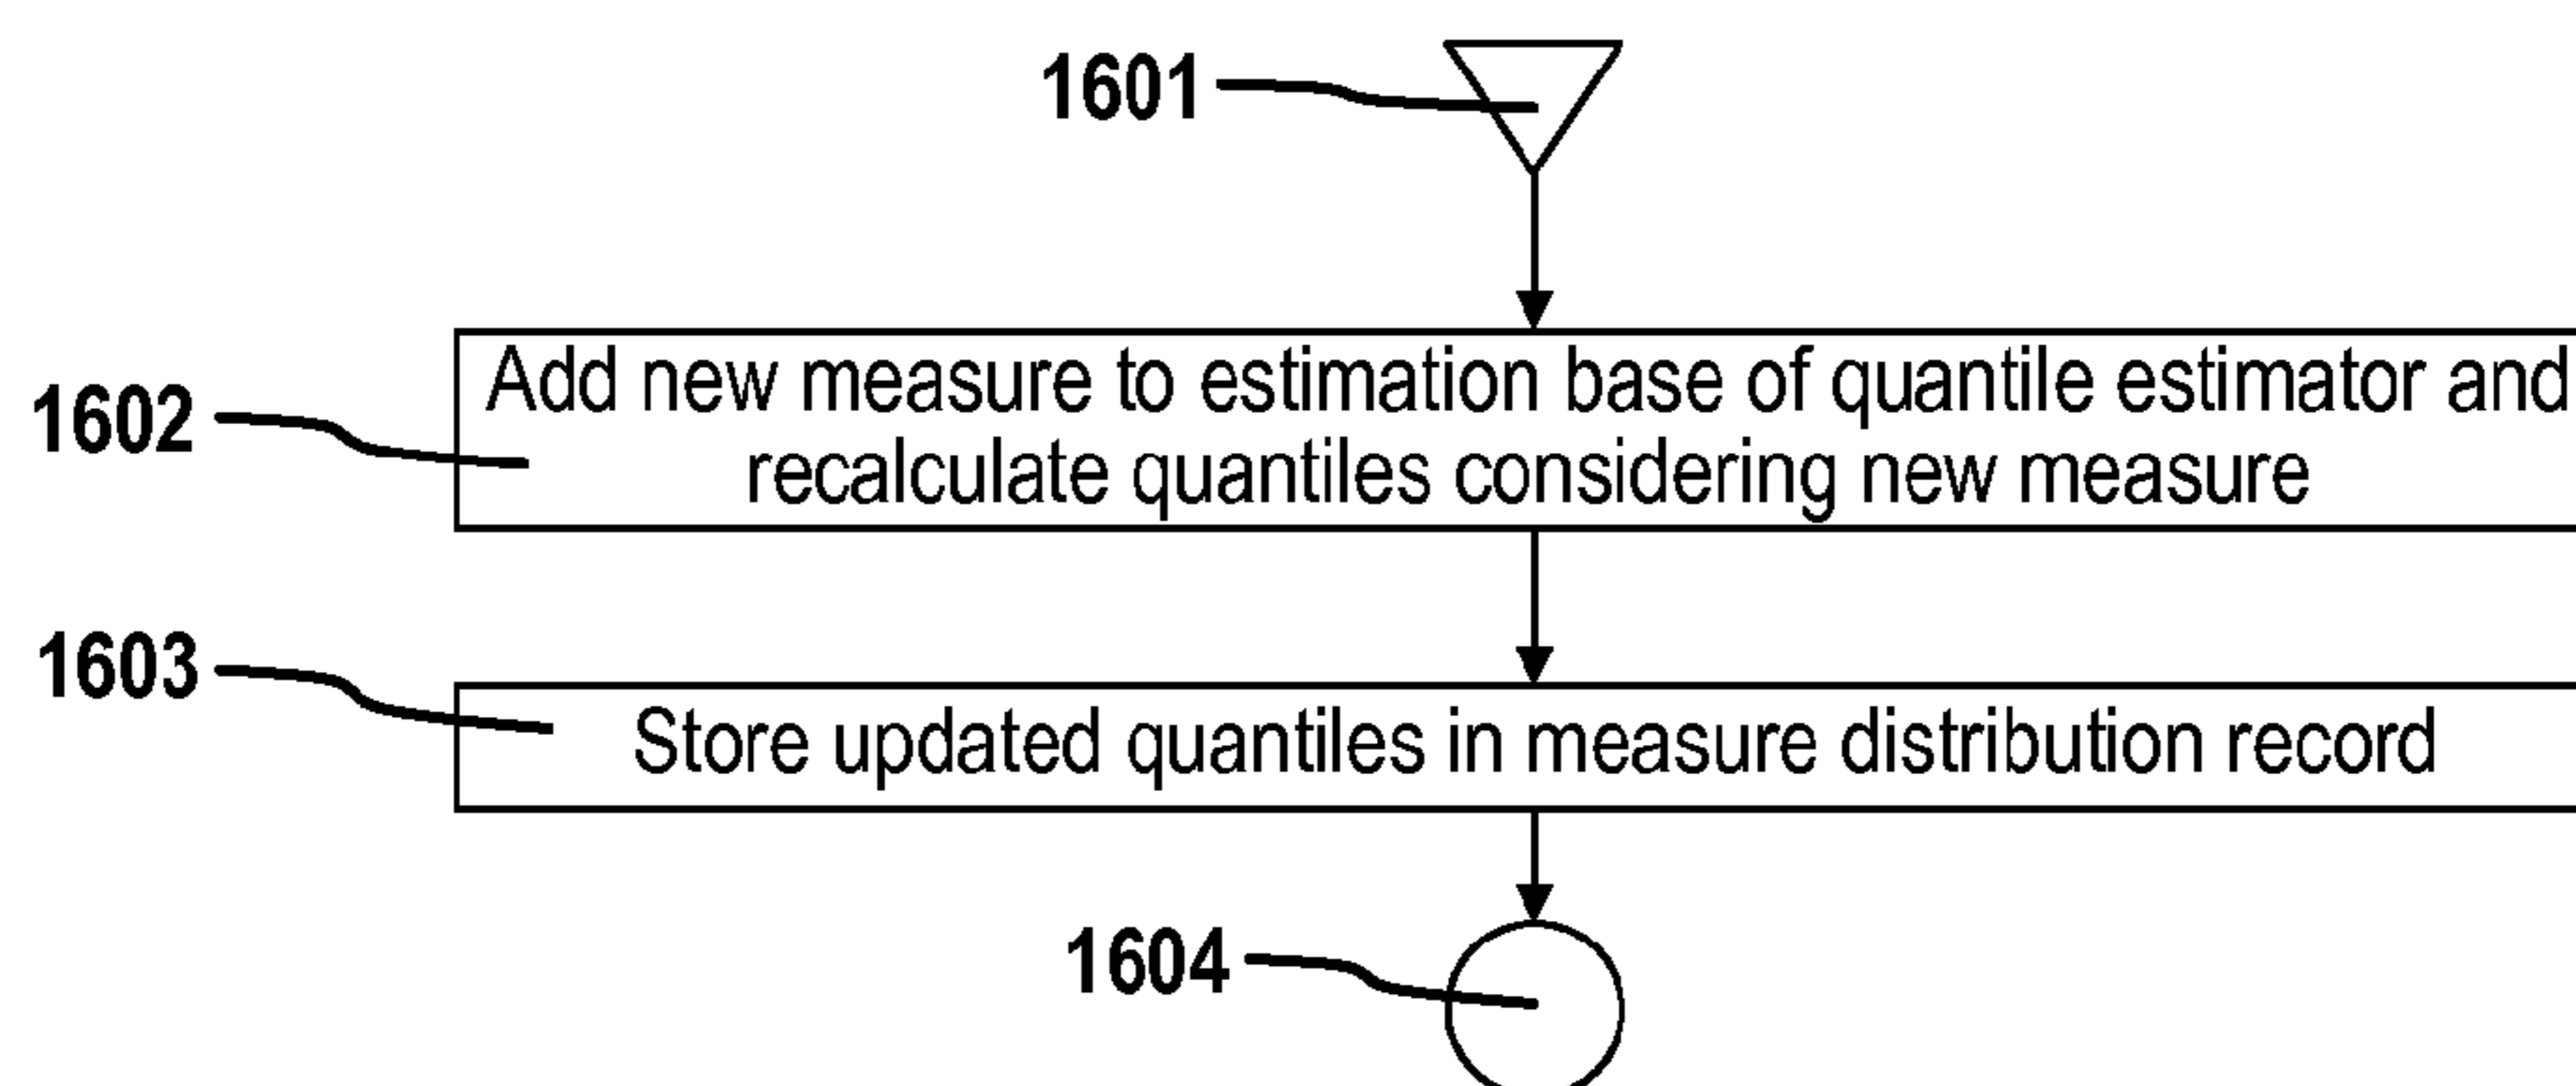 1601
1602
Add new measure to estimation base of quantile estimator and
recalculate quantiles considering new measure
1603
Store updated quantiles in measure distribution record
1604